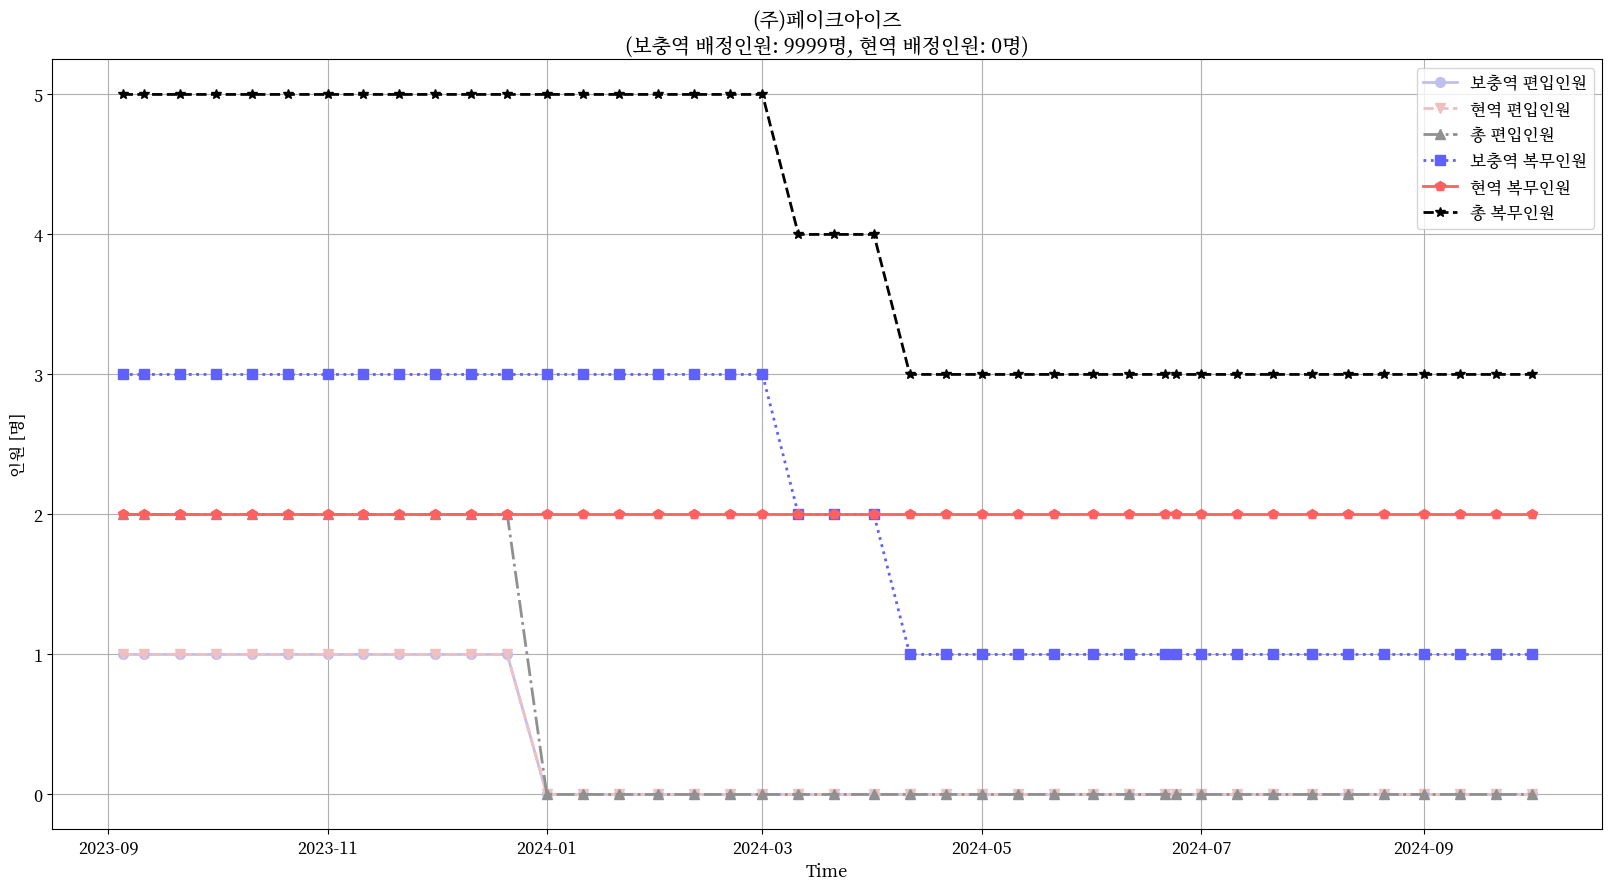 (주)페이크아이즈
(보충역 배정인원: 9999명, 현역 배정인원: 0명)
보충역 편입인원
현역 편입인원
총 편입인원
보충역 복무인원
현역 복무인원
총 복무인원
인원 [명]
5
4
3
2
1
0
2023-09
2023-11
2024-01
2024-03
2024-05
2024-07
2024-09
Time